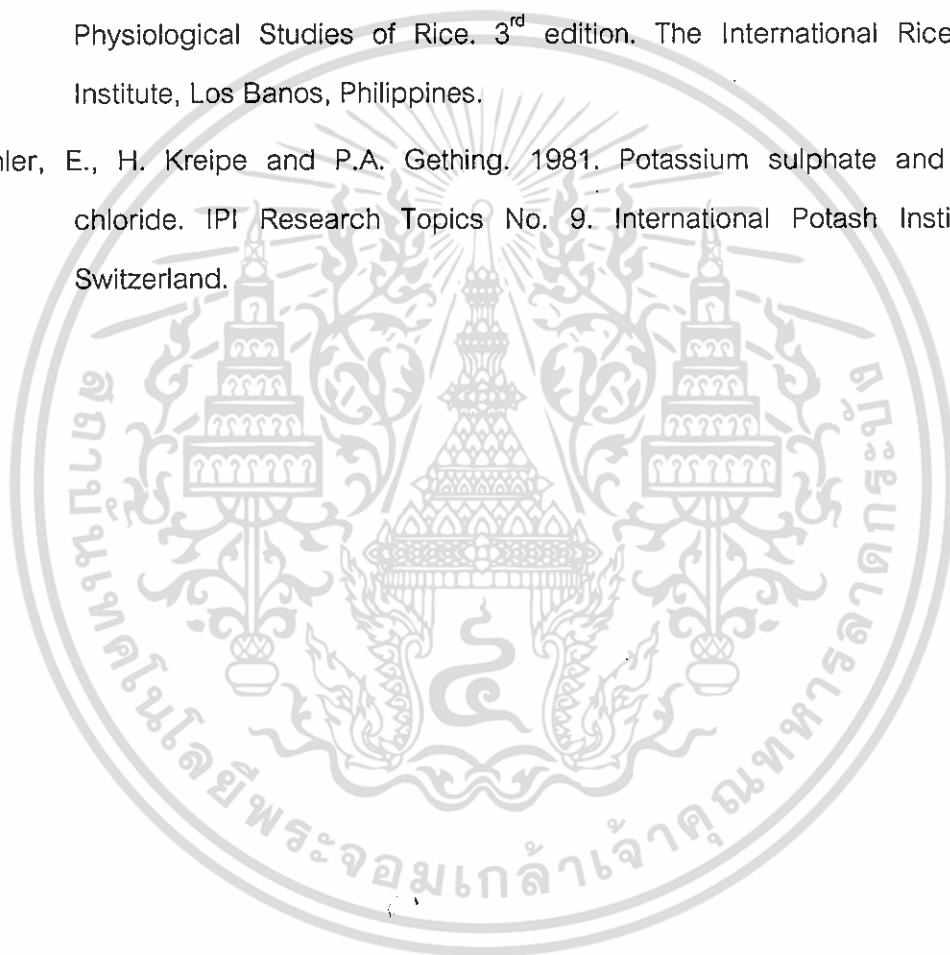 Physiological Studies of Rice. 3rd edition. The International Rice
Institute, Los Banos, Philippines.
nler, E., H. Kreipe and P.A. Gething. 1981. Potassium sulphate and
chloride. IPI Research Topics No. 9. International Potash Insti
Switzerland.
สถาบันเทคโนโลยีพระจอมเกล้าเจ้าคุณทหารลาดกระบัง